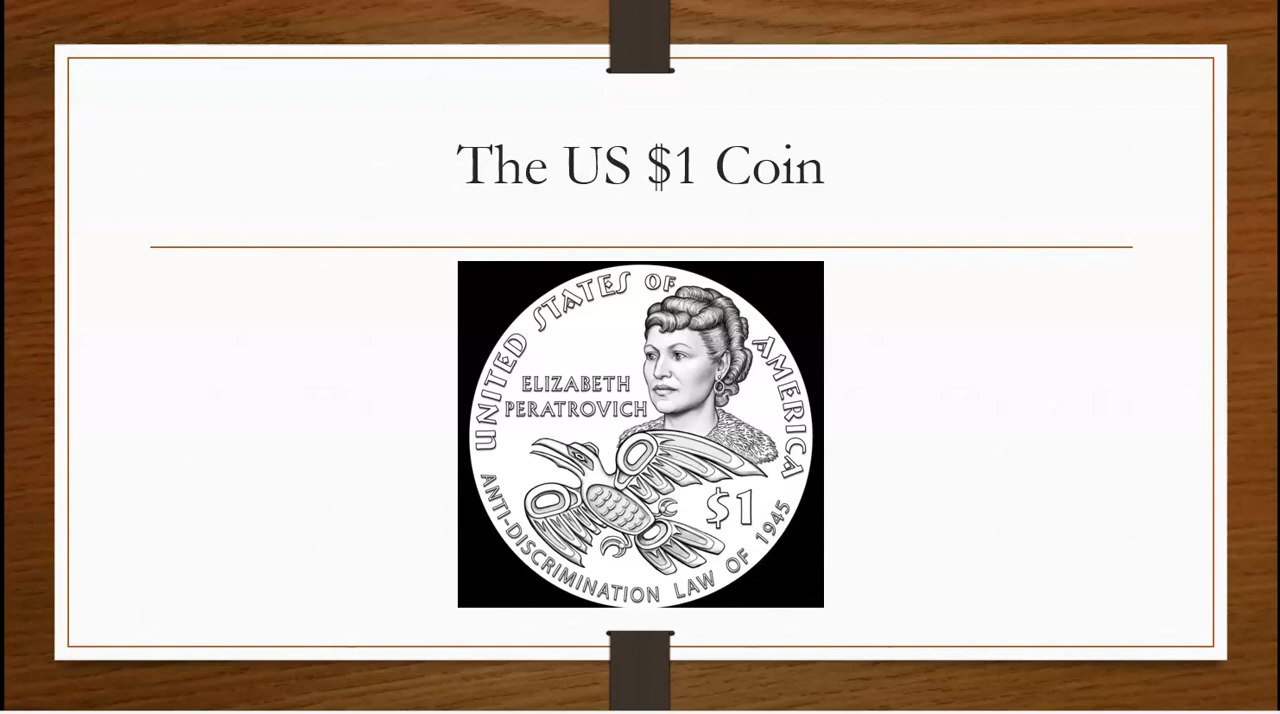 The US $1 Coin
UNITED STATES OF AMERICA
ELIZABETH
PERATROVICH
$1
ANTI-DISCRIMINATION LAW OF 1945